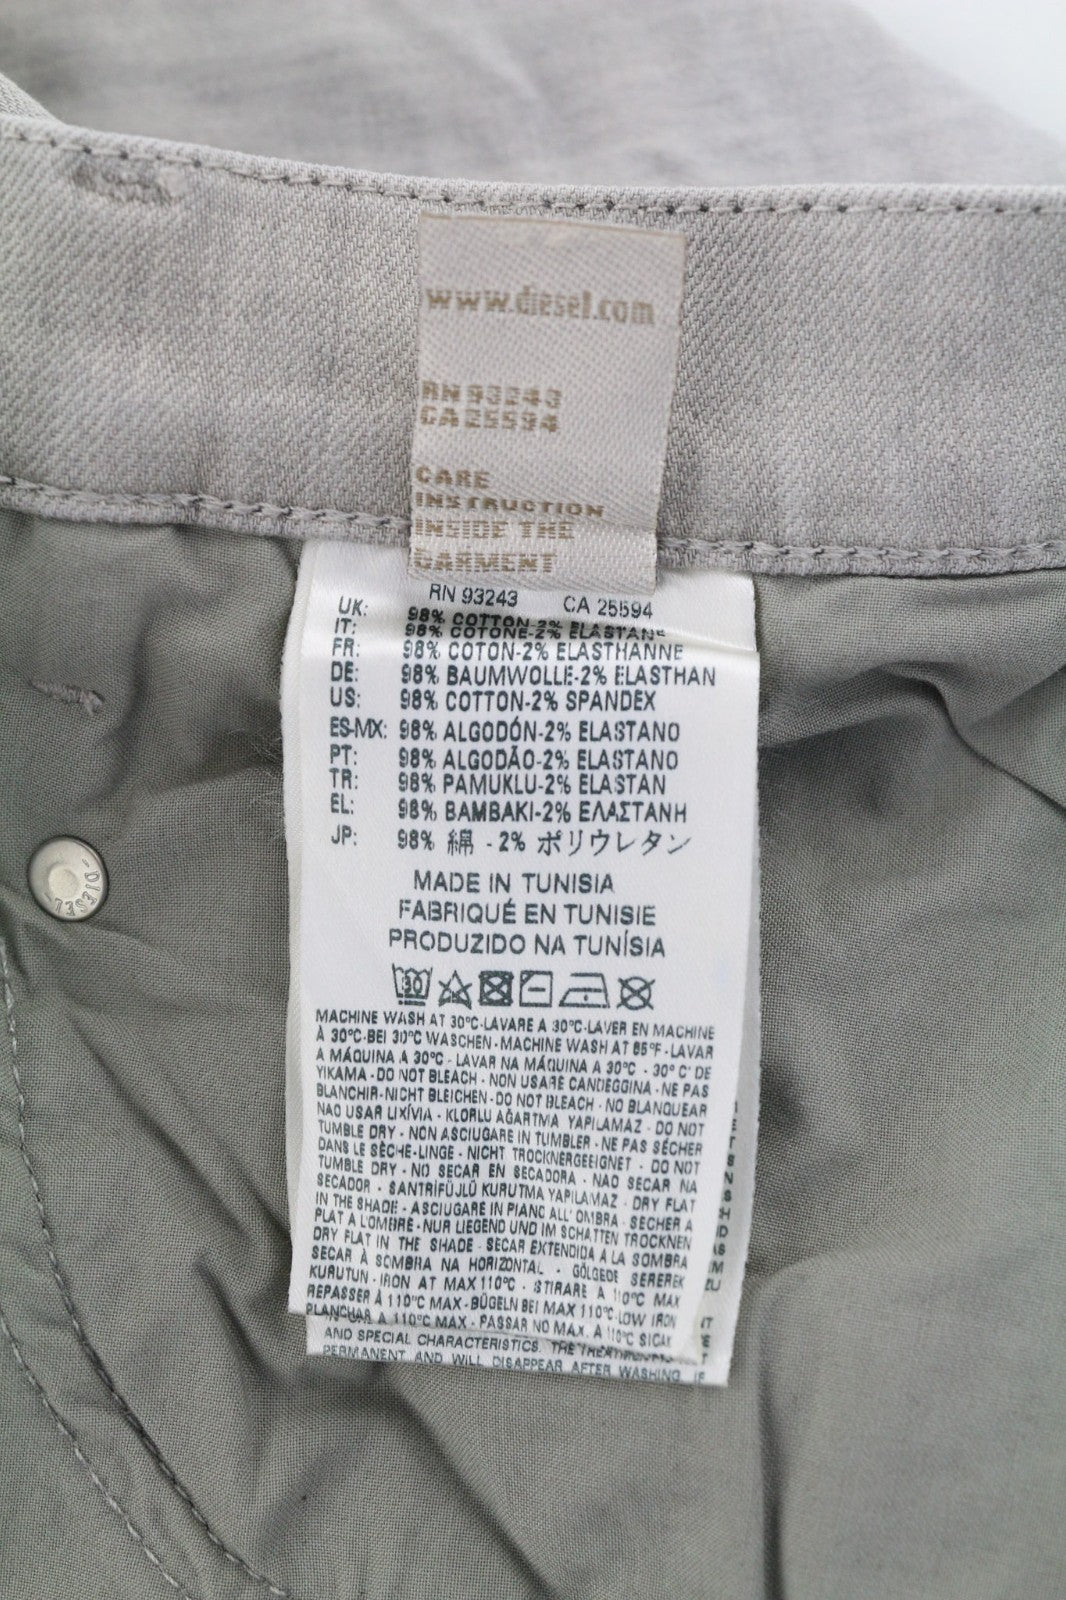 www.diesel.com
RN 93243
CA 25594
CARE
INSTRUCTION
INSIDE THE
GARMENT
RN 93243 CA 25594
UK: 98% COTTON-2% ELASTANE
IT: 98% COTONE-2% ELASTANE
FR: 98% COTON-2% ELASTHANNE
DE: 98% BAUMWOLLE-2% ELASTHAN
US: 98% COTTON-2% SPANDEX
ES-MX: 98% ALGODÓN-2% ELASTANO
PT: 98% ALGODÃO-2% ELASTANO
TR: 98% PAMUKLU-2% ELASTAN
EL: 98% BAMBAKI-2% ΕΛΑΣΤΑΝΗ
JP: 98% 綿 - 2% ポリウレタン
MADE IN TUNISIA
FABRIQUÉ EN TUNISIE
PRODUZIDO NA TUNÍSIA
30
MACHINE WASH AT 30°C-LAVARE A 30°C-LAVER EN MACHINE
À 30°C-BEI 30°C WASCHEN - MACHINE WASH AT 85°F - LAVAR
A MÁQUINA A 30°C - LAVAR NA MÁQUINA A 30°C - 30° C' DE
YIKAMA - DO NOT BLEACH - NON USARE CANDEGGINA - NE PAS
BLANCHIR-NICHT BLEICHEN - DO NOT BLEACH - NO BLANQUEAR
NAO USAR LIXÍVIA - KLORLU AĞARTMA YAPILAMAZ - DO NOT
TUMBLE DRY - NON ASCIUGARE IN TUMBLER - NE PAS SÉCHER
DANS LE SÈCHE-LINGE - NICHT TROCKNERGEEIGNET - DO NOT
TUMBLE DRY - NO SECAR EN SECADORA - NAO SECAR NA
SECADOR - SANTRİFÜJLÜ KURUTMA YAPILAMAZ - DRY FLAT
IN THE SHADE - ASCIUGARE IN PIANO ALL' OMBRA - SÉCHER A
PLAT A L'OMBRE - NUR LIEGEND UND IM SCHATTEN TROCKNEN
DRY FLAT IN THE SHADE - SECAR EXTENDIDA A LA SOMBRA
SECAR À SOMBRA NA HORIZONTAL - GÖLGEDE SEREREK
KURUTUN - IRON AT MAX 110°C - STIRARE A 110°C MAX
REPASSER À 110°C MAX - BÜGELN BEI MAX 110°C-LOW IRON
PLANCHAR A 110°C MAX - PASSAR NO MAX. A 110°C SICAK
AND SPECIAL CHARACTERISTICS. THE
PERMANENT AND WILL DISAPPEAR AFTER WASHING. IF
DIESEL